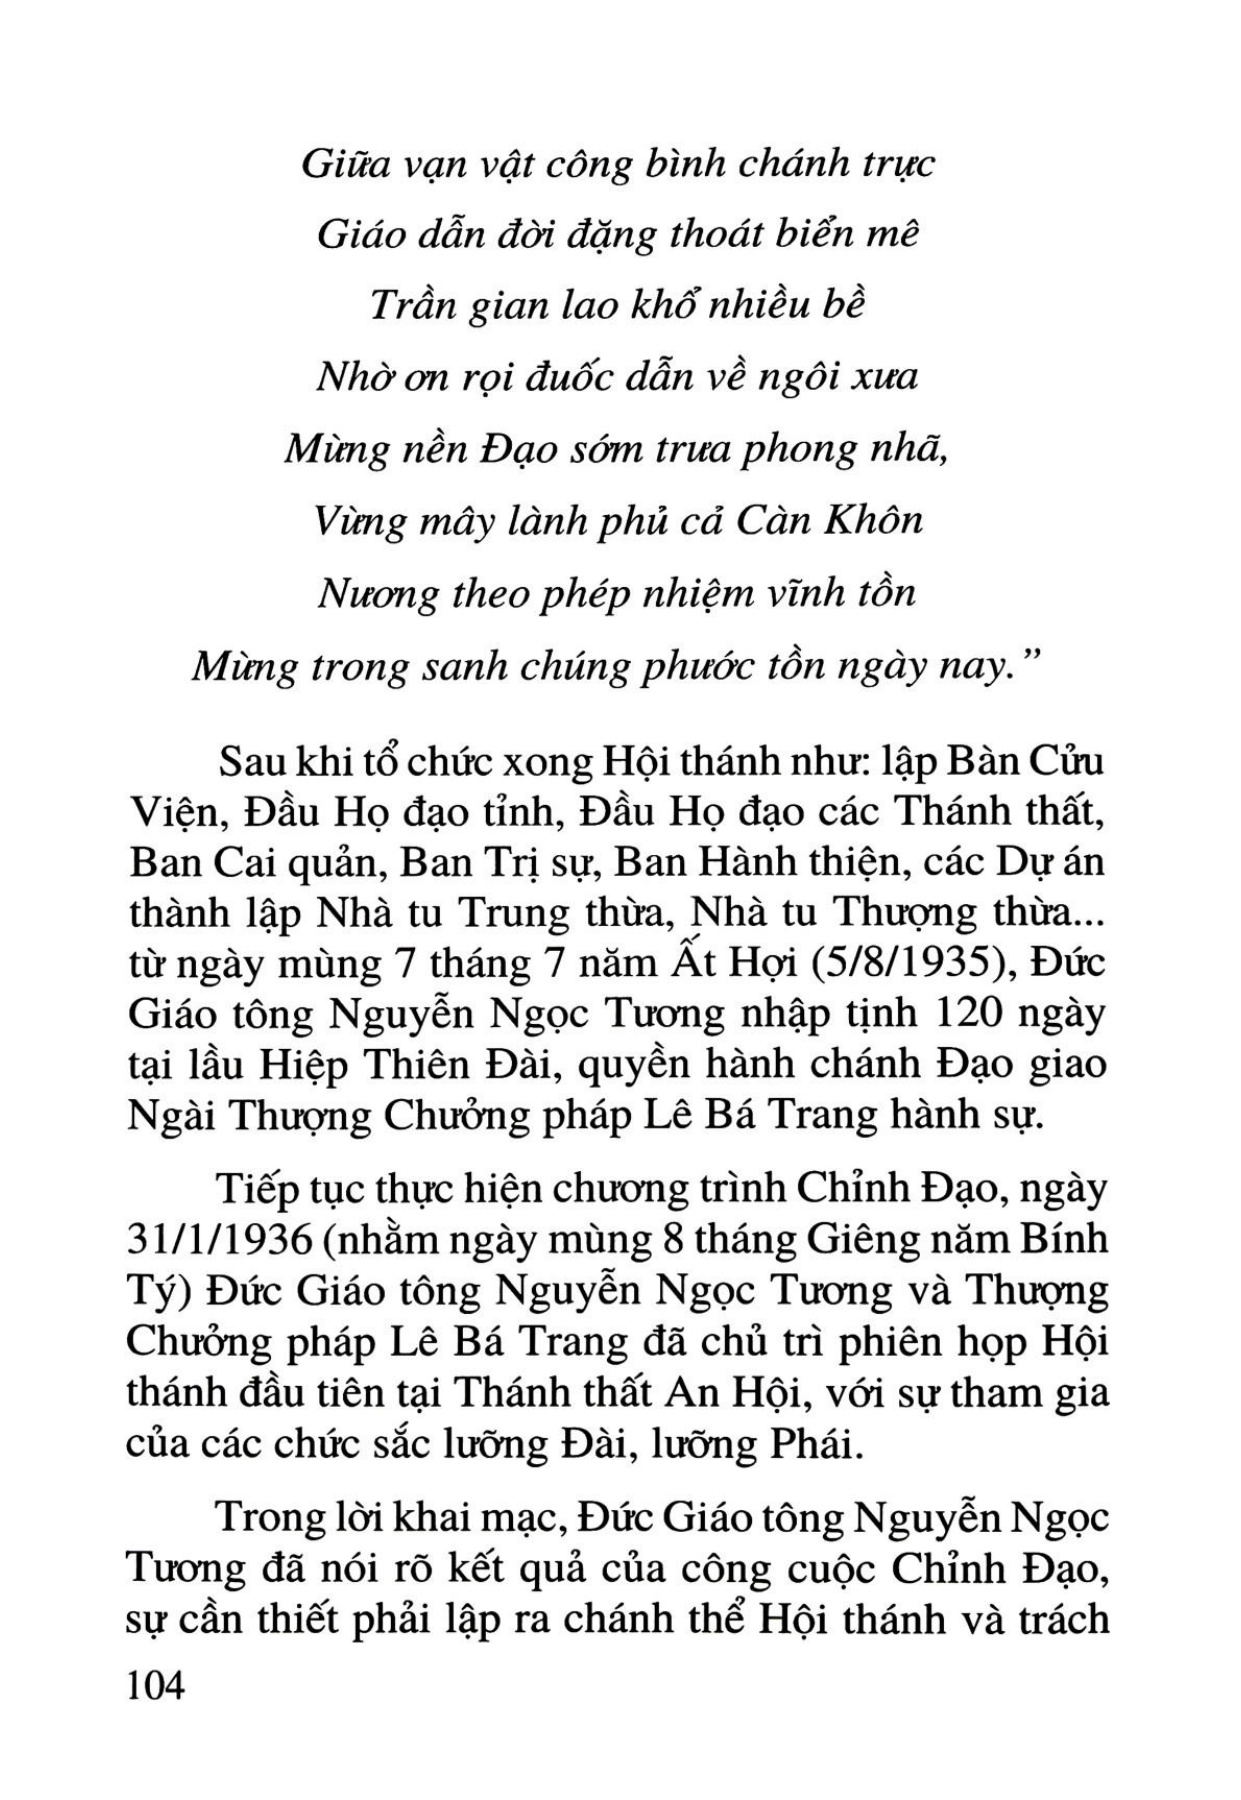 Giữa vạn vật công bình chánh trực
Giáo dẫn đời đặng thoát biển mê
Trần gian lao khổ nhiều bề
Nhờ ơn rọi đuốc dẫn về ngôi xưa
Mừng nền Đạo sớm trưa phong nhã,
Vừng mây lành phủ cả Càn Khôn
Nương theo phép nhiệm vĩnh tồn
Mừng trong sanh chúng phước tồn ngày nay.”
Sau khi tổ chức xong Hội thánh như: lập Bàn Cửu
Viện, Đầu Họ đạo tỉnh, Đầu Họ đạo các Thánh thất,
Ban Cai quản, Ban Trị sự, Ban Hành thiện, các Dự án
thành lập Nhà tu Trung thừa, Nhà tu Thượng thừa...
từ ngày mùng 7 tháng 7 năm Ất Hợi (5/8/1935), Đức
Giáo tông Nguyễn Ngọc Tương nhập tịnh 120 ngày
tại lầu Hiệp Thiên Đài, quyền hành chánh Đạo giao
Ngài Thượng Chưởng pháp Lê Bá Trang hành sự.
Tiếp tục thực hiện chương trình Chỉnh Đạo, ngày
31/1/1936 (nhằm ngày mùng 8 tháng Giêng năm Bính
Tý) Đức Giáo tông Nguyễn Ngọc Tương và Thượng
Chưởng pháp Lê Bá Trang đã chủ trì phiên họp Hội
thánh đầu tiên tại Thánh thất An Hội, với sự tham gia
của các chức sắc lưỡng Đài, lưỡng Phái.
Trong lời khai mạc, Đức Giáo tông Nguyễn Ngọc
Tương đã nói rõ kết quả của công cuộc Chỉnh Đạo,
sự cần thiết phải lập ra chánh thể Hội thánh và trách
104